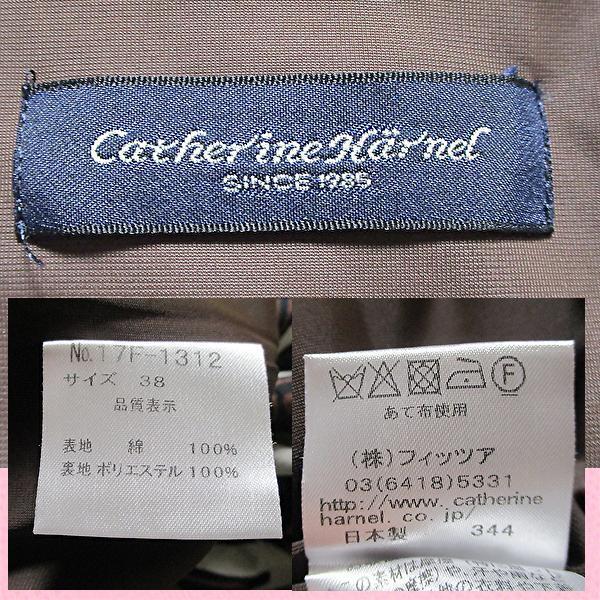 Catherine Härnel
SINCE 1985
No.17F-1312
サイズ 38
品質表示
表地 綿 100%
裏地 ポリエステル 100%
F
あて布使用
(株)フィッツア
03(6418)5331
http://www.catherine
harnel.co.jp/
日本製 344